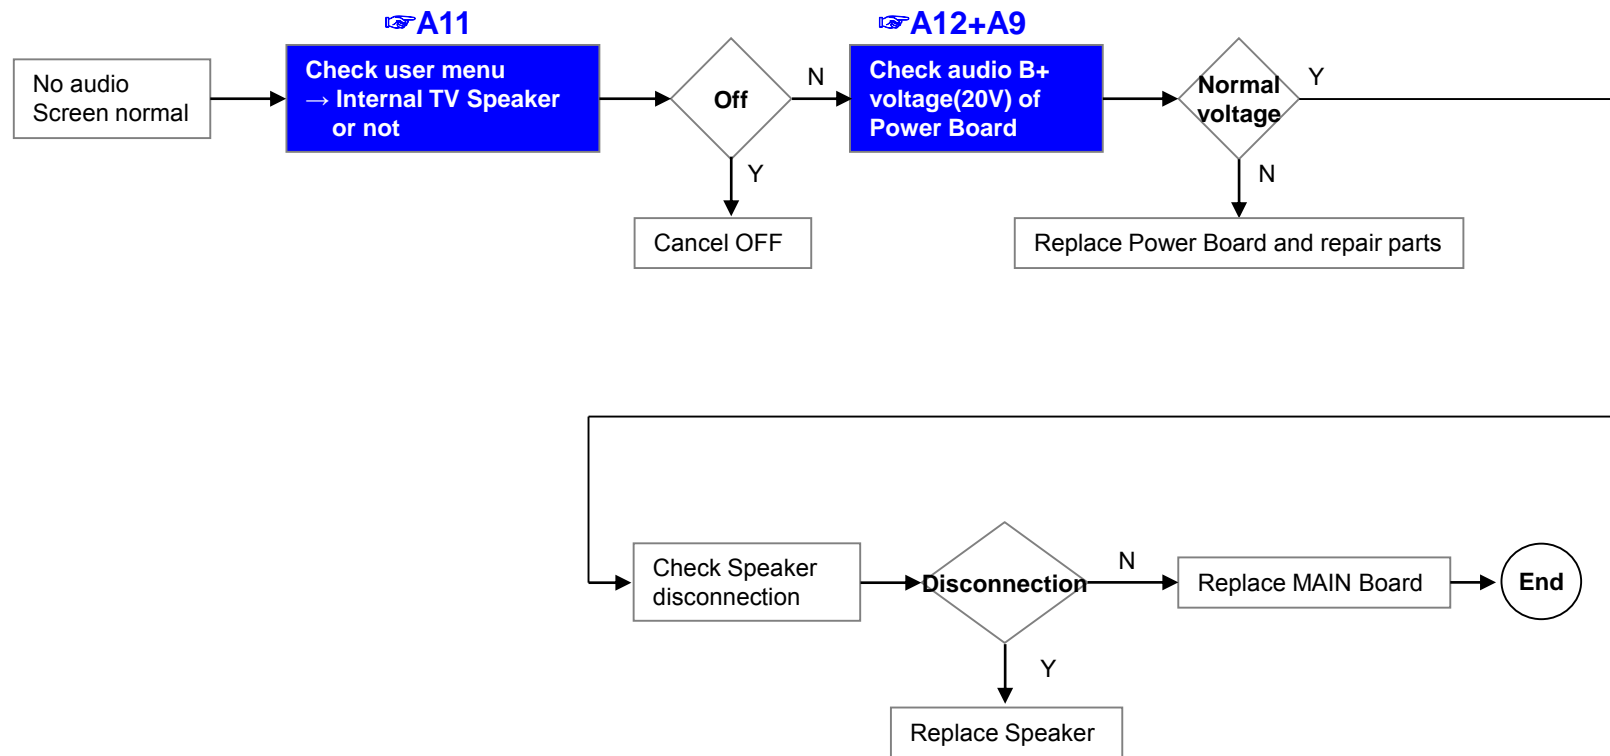 ☞A11
☞A12+A9
No audio
Screen normal
Check user menu
→ Internal TV Speaker
or not
Off
N
Y
Cancel OFF
Check audio B+
voltage(20V) of
Power Board
Normal
voltage
Y
N
Replace Power Board and repair parts
Check Speaker
disconnection
Disconnection
N
Y
Replace MAIN Board
End
Replace Speaker